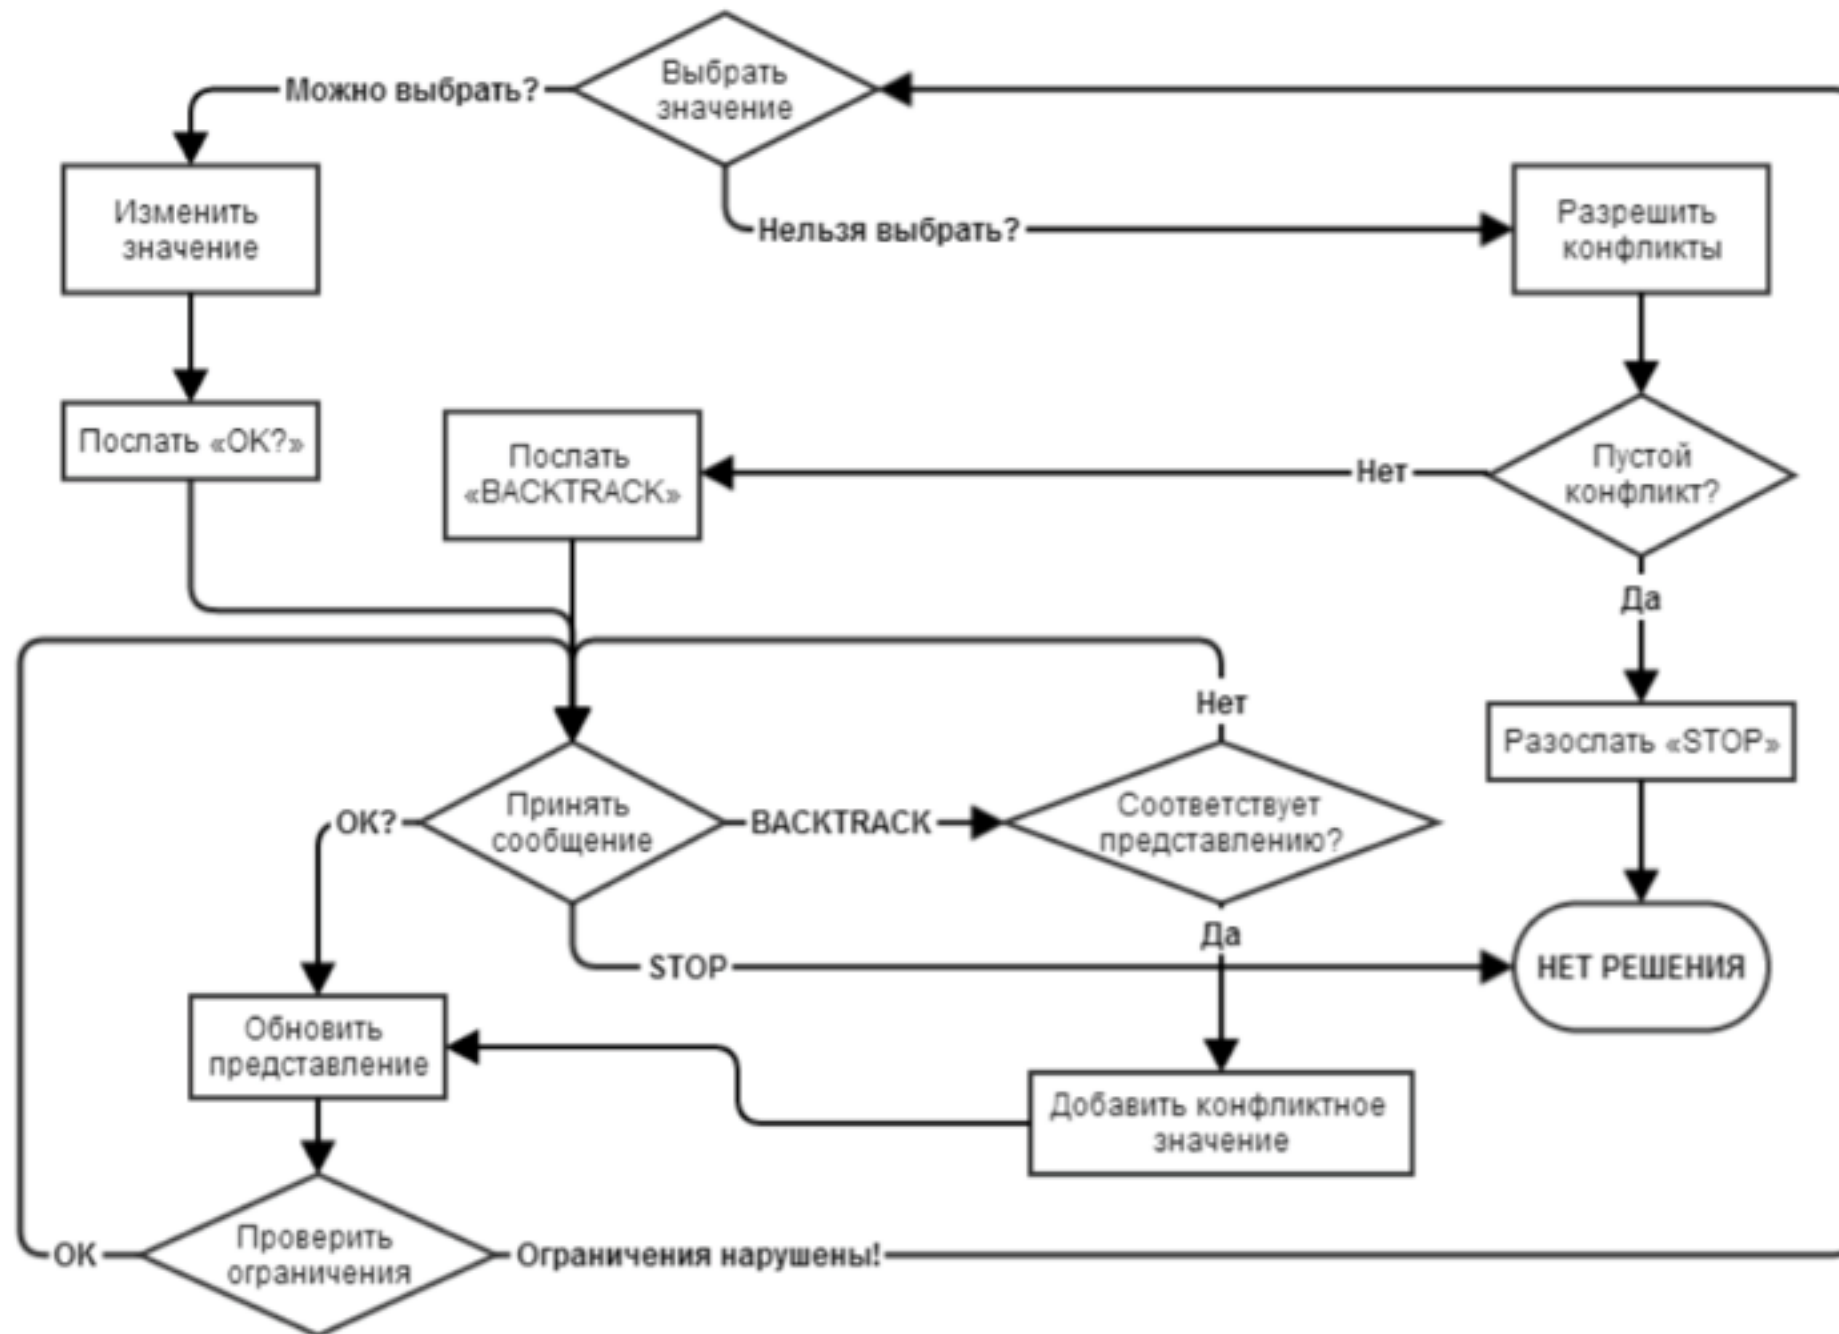 Выбрать
значение
Можно выбрать?
Изменить
значение
Нельзя выбрать?
Разрешить
конфликты
Послать «OK?»
Послать
«BACKTRACK»
Нет
Пустой
конфликт?
Да
Нет
Разослать «STOP»
OK?
Принять
сообщение
BACKTRACK
Соответствует
представлению?
Да
STOP
НЕТ РЕШЕНИЯ
Обновить
представление
Добавить конфликтное
значение
Проверить
ограничения
OK
Ограничения нарушены!